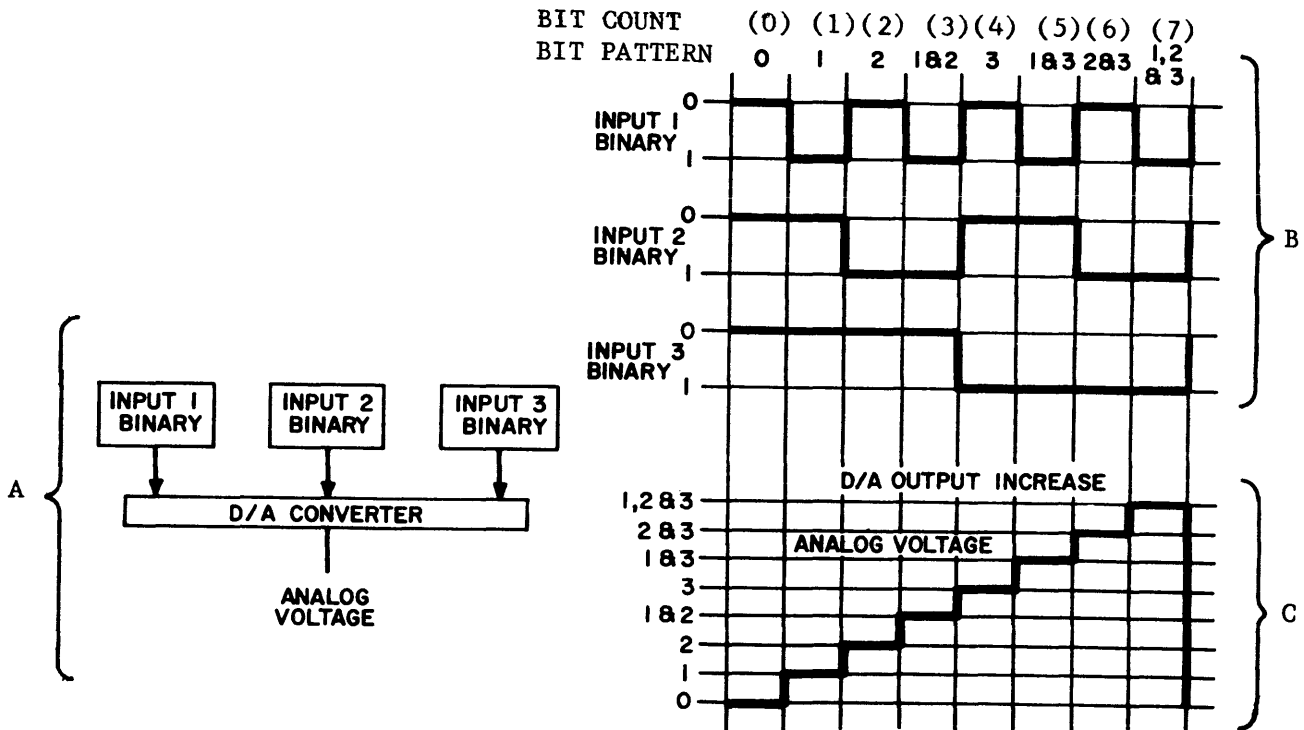 BIT COUNT (0) (1) (2) (3) (4) (5) (6) (7)
BIT PATTERN 0 1 2 1&2 3 1&3 2&3 1,2
& 3
0
INPUT 1
BINARY
1
0
INPUT 2
BINARY
1
B
0
INPUT 3
BINARY
1
A
INPUT 1
BINARY
INPUT 2
BINARY
INPUT 3
BINARY
D/A CONVERTER
ANALOG
VOLTAGE
D/A OUTPUT INCREASE
1,2 &3
2 &3
ANALOG VOLTAGE
1&3
3
1&2
2
1
0
C